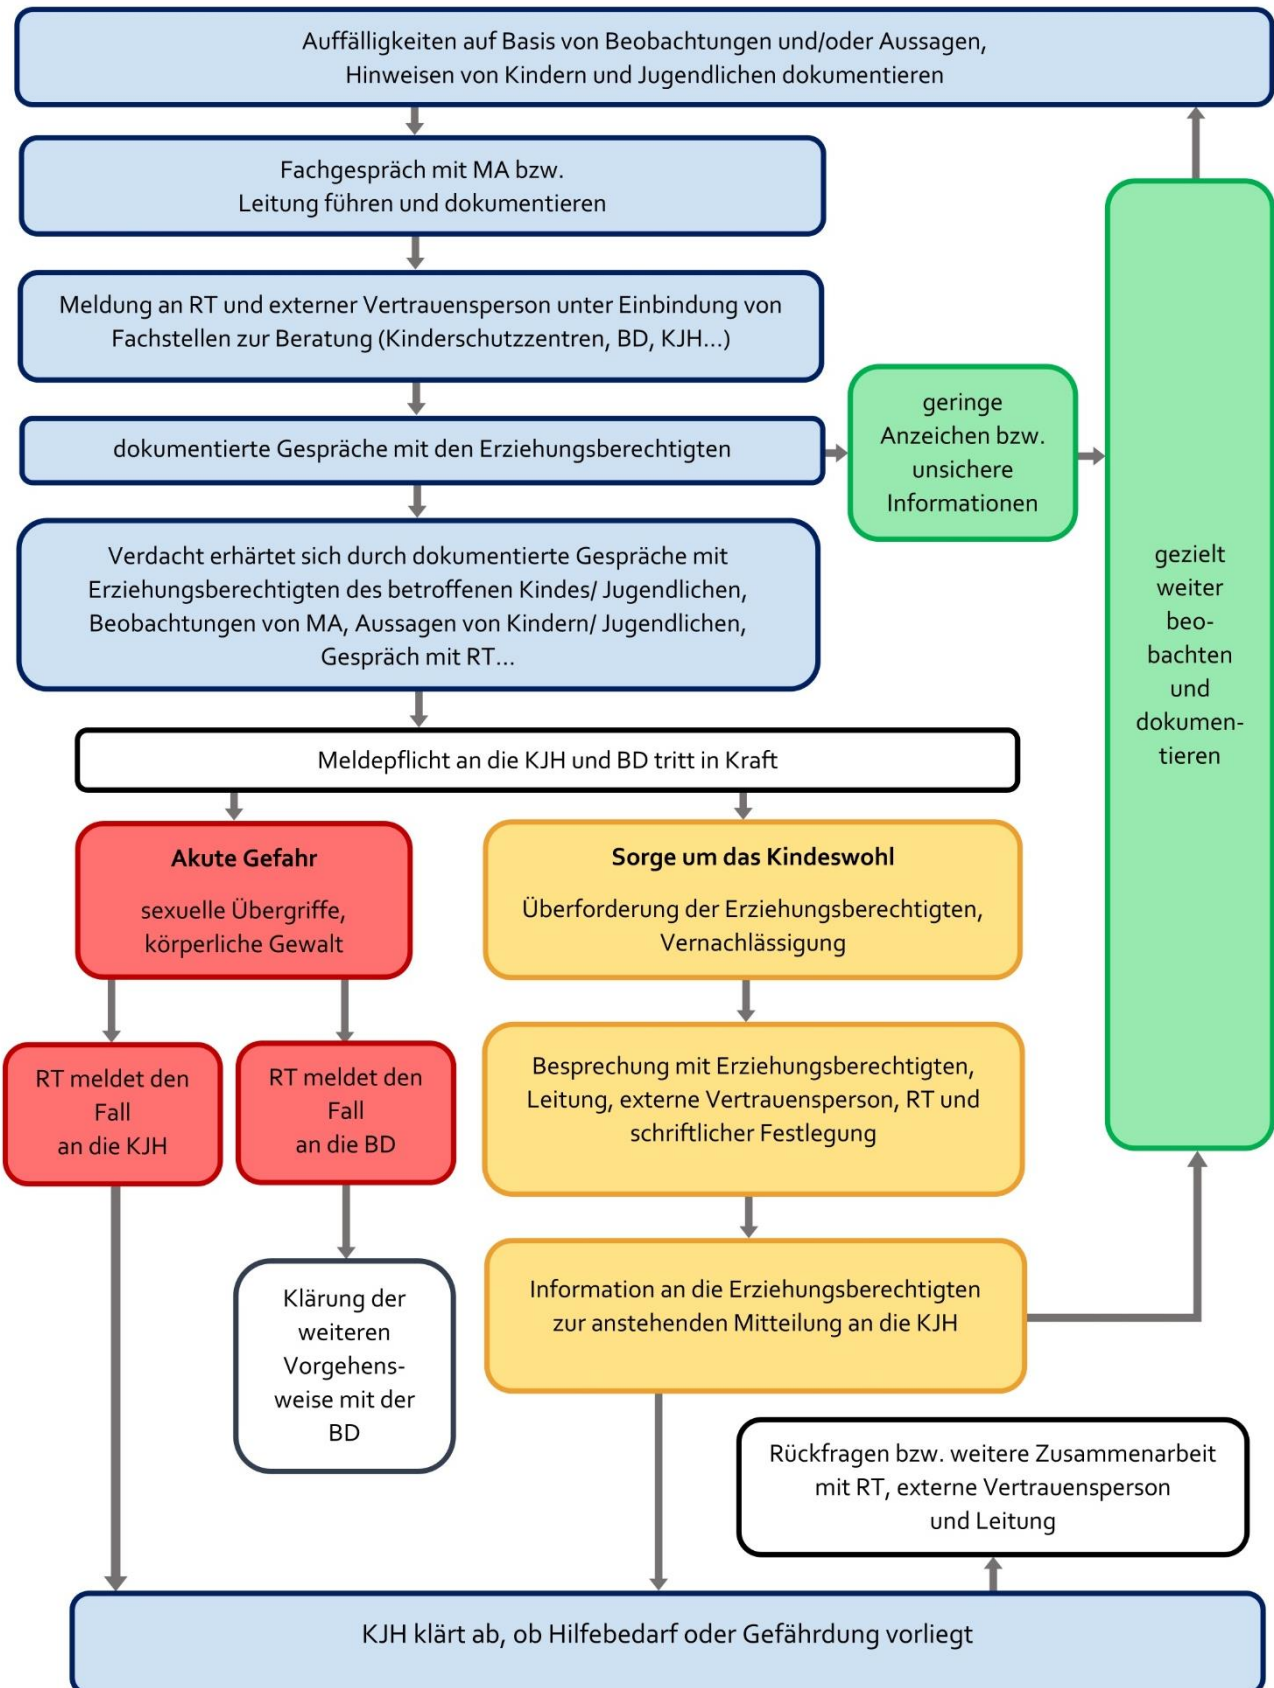 Auffälligkeiten auf Basis von Beobachtungen und/oder Aussagen,
Hinweisen von Kindern und Jugendlichen dokumentieren
Fachgespräch mit MA bzw.
Leitung führen und dokumentieren
Meldung an RT und externer Vertrauensperson unter Einbindung von
Fachstellen zur Beratung (Kinderschutzzentren, BD, KJH...)
dokumentierte Gespräche mit den Erziehungsberechtigten
geringe
Anzeichen bzw.
unsichere
Informationen
gezielt
weiter
beo-
bachten
und
dokumen-
tieren
Verdacht erhärtet sich durch dokumentierte Gespräche mit
Erziehungsberechtigten des betroffenen Kindes/ Jugendlichen,
Beobachtungen von MA, Aussagen von Kindern/ Jugendlichen,
Gespräch mit RT...
Meldepflicht an die KJH und BD tritt in Kraft
Akute Gefahr
sexuelle Übergriffe,
körperliche Gewalt
Sorge um das Kindeswohl
Überforderung der Erziehungsberechtigten,
Vernachlässigung
RT meldet den
Fall
an die KJH
RT meldet den
Fall
an die BD
Besprechung mit Erziehungsberechtigten,
Leitung, externe Vertrauensperson, RT und
schriftlicher Festlegung
Klärung der
weiteren
Vorgehens-
weise mit der
BD
Information an die Erziehungsberechtigten
zur anstehenden Mitteilung an die KJH
Rückfragen bzw. weitere Zusammenarbeit
mit RT, externe Vertrauensperson
und Leitung
KJH klärt ab, ob Hilfebedarf oder Gefährdung vorliegt